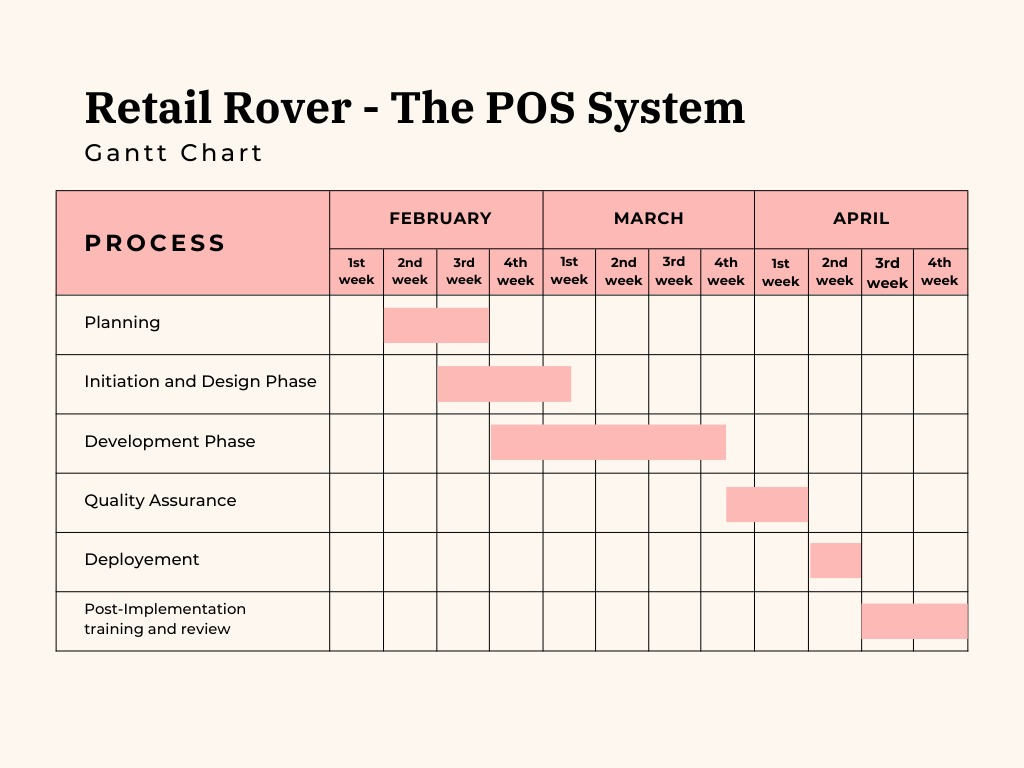 Retail Rover - The POS System
Gantt Chart
PROCESS
FEBRUARY
MARCH
APRIL
1st
week
2nd
week
3rd
week
4th
week
1st
week
2nd
week
3rd
week
4th
week
1st
week
2nd
week
3rd
week
4th
week
Planning
Initiation and Design Phase
Development Phase
Quality Assurance
Deployement
Post-Implementation
training and review